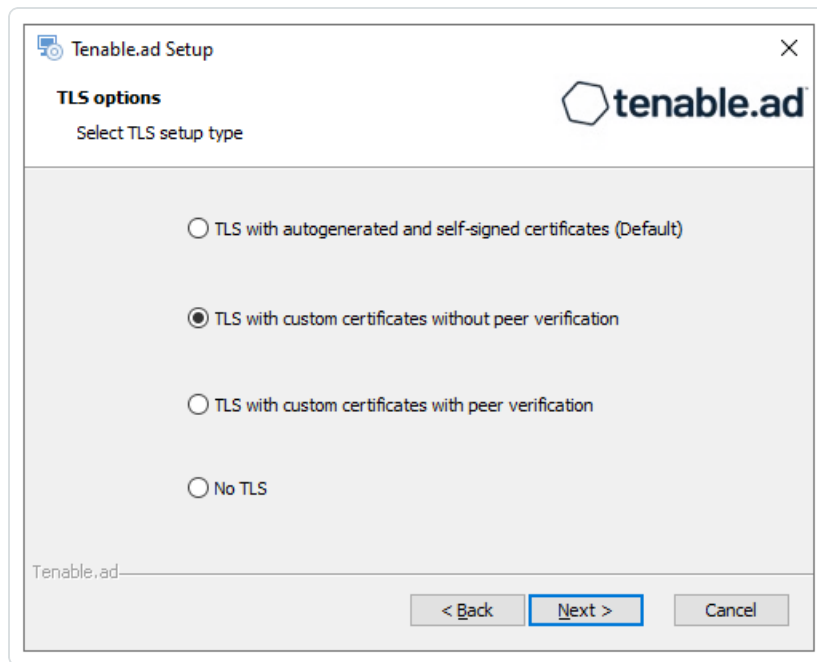 Tenable.ad Setup
TLS options
tenable.ad
Select TLS setup type
TLS with autogenerated and self-signed certificates (Default)
TLS with custom certificates without peer verification
TLS with custom certificates with peer verification
No TLS
Tenable.ad
< Back
Next >
Cancel